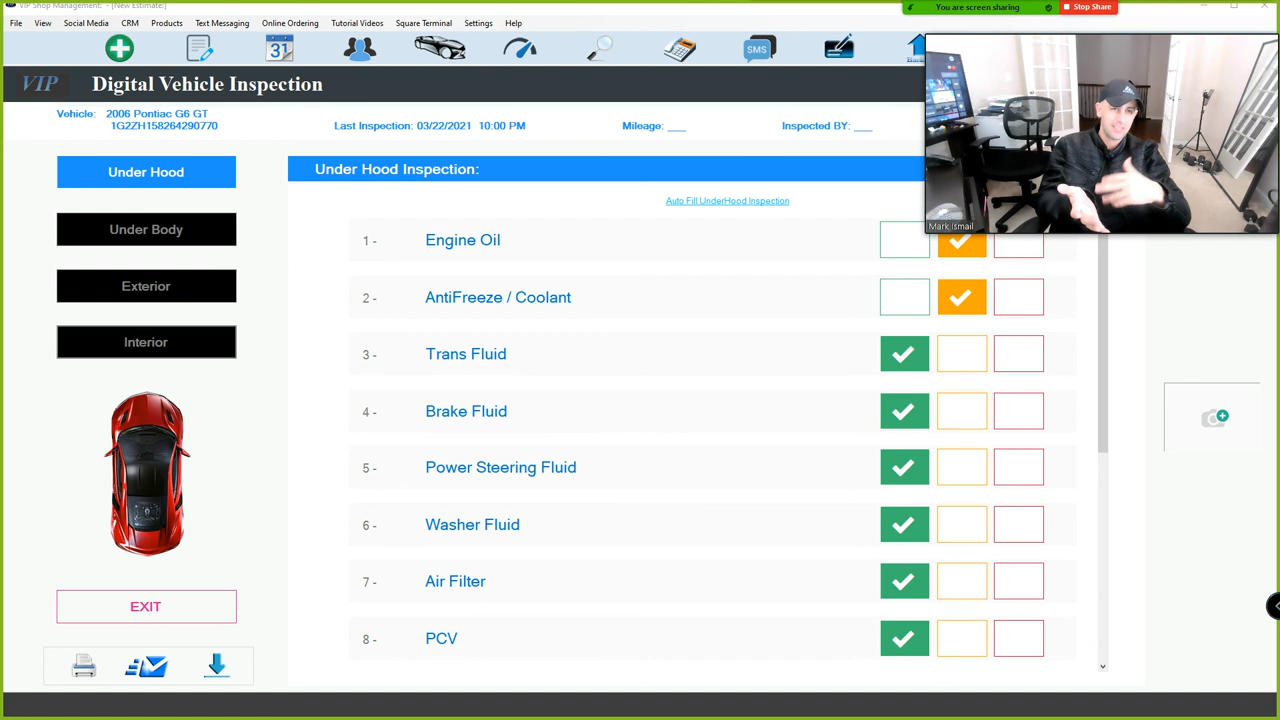 VIP Shop Management: - [New Estimate:]
You are screen sharing
Stop Share
File View Social Media CRM Products Text Messaging Online Ordering Tutorial Videos Square Terminal Settings Help
31
SMS
VIP Digital Vehicle Inspection
Vehicle: 2006 Pontiac G6 GT
1G2ZH158264290770
Last Inspection: 03/22/2021 10:00 PM
Mileage: ___
Inspected BY: ___
Mark Ismail
Under Hood
Under Body
Exterior
Interior
EXIT
Under Hood Inspection:
Auto Fill UnderHood Inspection
1 - Engine Oil
2 - AntiFreeze / Coolant
3 - Trans Fluid
4 - Brake Fluid
5 - Power Steering Fluid
6 - Washer Fluid
7 - Air Filter
8 - PCV